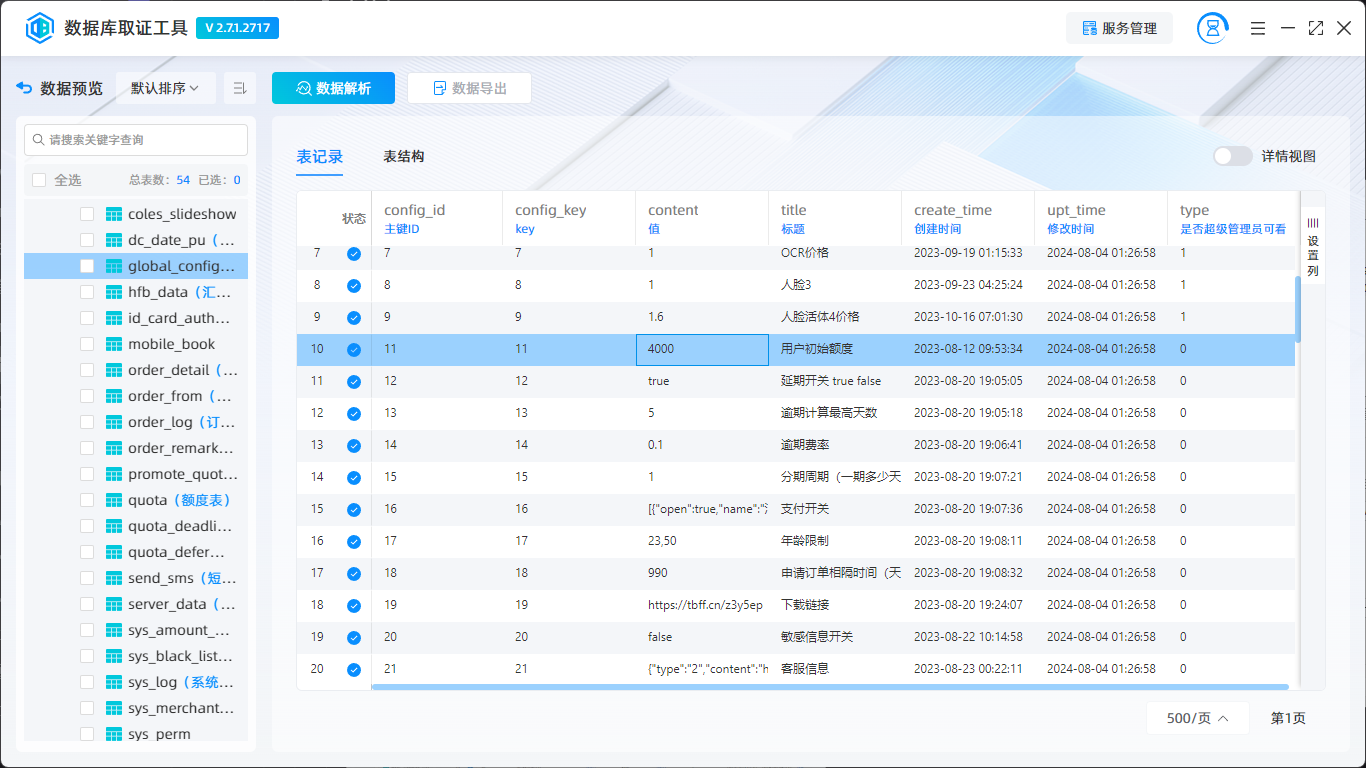 数据库取证工具 V 2.7.1.2717 服务管理
数据预览 默认排序 数据解析 数据导出
请搜索关键字查询
全选 总表数: 54 已选: 0
coles_slideshow
dc_date_pu（...
global_config...
hfb_data（汇...
id_card_auth...
mobile_book
order_detail（...
order_from（...
order_log（订...
order_remark...
promote_quot...
quota（额度表）
quota_deadli...
quota_defer...
send_sms（短...
server_data（...
sys_amount_...
sys_black_list...
sys_log（系统...
sys_merchant...
sys_perm
表记录 表结构 详情视图
状态 config_id config_key content title create_time upt_time type
主键ID key 值 标题 创建时间 修改时间 是否超级管理员可看
7 7 7 1 OCR价格 2023-09-19 01:15:33 2024-08-04 01:26:58 1
8 8 8 1 人脸3 2023-09-23 04:25:24 2024-08-04 01:26:58 1
9 9 9 1.6 人脸活体4价格 2023-10-16 07:01:30 2024-08-04 01:26:58 1
10 11 11 4000 用户初始额度 2023-08-12 09:53:34 2024-08-04 01:26:58 0
11 12 12 true 延期开关 true false 2023-08-20 19:05:05 2024-08-04 01:26:58 0
12 13 13 5 逾期计算最高天数 2023-08-20 19:05:18 2024-08-04 01:26:58 0
13 14 14 0.1 逾期费率 2023-08-20 19:06:41 2024-08-04 01:26:58 0
14 15 15 1 分期周期（一期多少天 2023-08-20 19:07:21 2024-08-04 01:26:58 0
15 16 16 [{"open":true,"name":" 支付开关 2023-08-20 19:07:36 2024-08-04 01:26:58 0
16 17 17 23,50 年龄限制 2023-08-20 19:08:11 2024-08-04 01:26:58 0
17 18 18 990 申请订单相隔时间（天 2023-08-20 19:08:32 2024-08-04 01:26:58 0
18 19 19 https://tbff.cn/z3y5ep 下载链接 2023-08-20 19:24:07 2024-08-04 01:26:58 0
19 20 20 false 敏感信息开关 2023-08-22 10:14:58 2024-08-04 01:26:58 0
20 21 21 {"type":"2","content":"h 客服信息 2023-08-23 00:22:11 2024-08-04 01:26:58 0
设
置
列
500/页 第1页